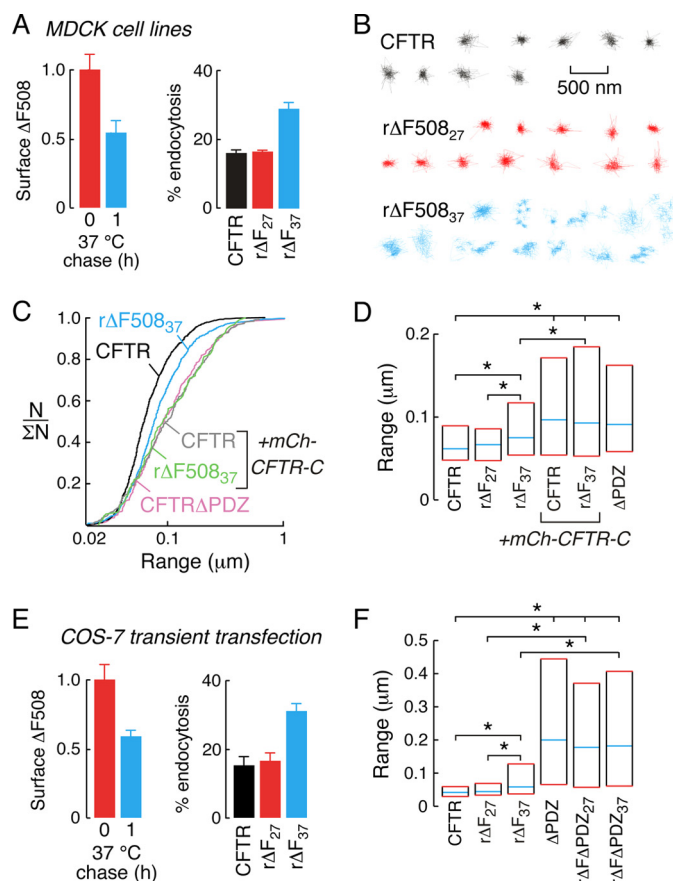 A MDCK cell lines
Surface ΔF508
1.0
0.5
0
0 1
37 °C
chase (h)
% endocytosis
40
20
0
CFTR
rΔF27
rΔF37
B
CFTR
500 nm
rΔF50827
rΔF50837
C
ΣN
N
1.0
0.8
0.6
0.4
0.2
0.02 0.1 1
Range (μm)
rΔF50837
CFTR
CFTR
rΔF50837
+mCh-
CFTR-C
CFTRΔPDZ
D
Range (μm)
0.2
0.1
0
* * * *
CFTR
rΔF27
rΔF37
CFTR
rΔF37
ΔPDZ
+mCh-CFTR-C
E
COS-7 transient transfection
Surface ΔF508
1.0
0.5
0
0 1
37 °C
chase (h)
% endocytosis
40
20
0
CFTR
rΔF27
rΔF37
F
Range (μm)
0.5
0.4
0.3
0.2
0.1
0
* * * * *
CFTR
rΔF27
rΔF37
ΔPDZ
rΔFΔPDZ27
rΔFΔPDZ37